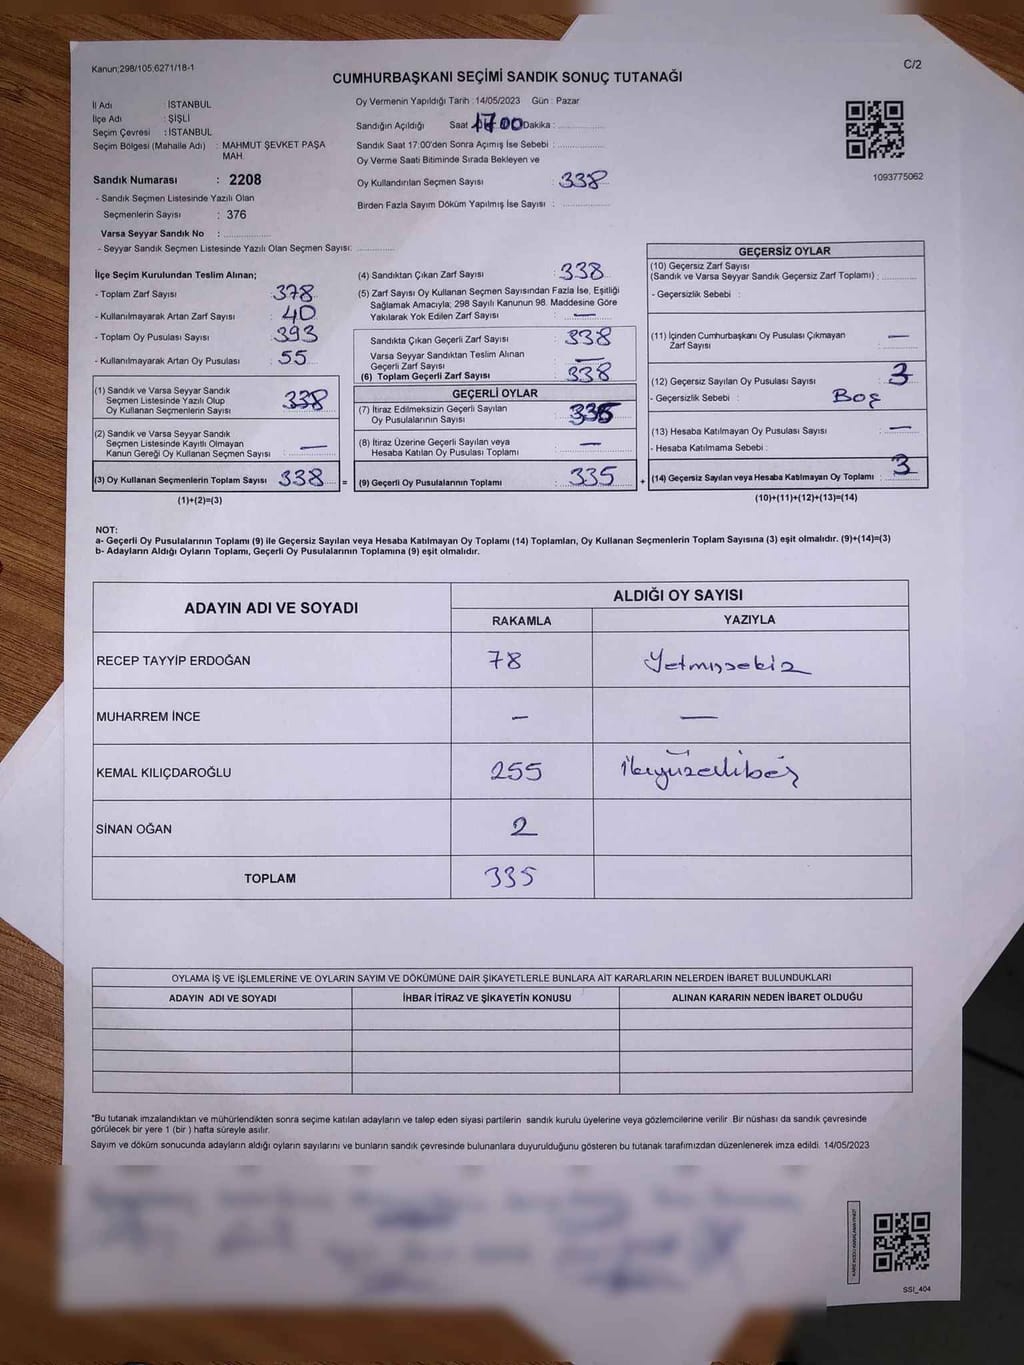 Kanun;298/105;6271/18-1
C/2
CUMHURBAŞKANI SEÇİMİ SANDIK SONUÇ TUTANAĞI
İl Adı : İSTANBUL
İlçe Adı : ŞİŞLİ
Seçim Çevresi : İSTANBUL
Seçim Bölgesi (Mahalle Adı) : MAHMUT ŞEVKET PAŞA
MAH.
Sandık Numarası : 2208
- Sandık Seçmen Listesinde Yazılı Olan
Seçmenlerin Sayısı : 376
Varsa Seyyar Sandık No :
- Seyyar Sandık Seçmen Listesinde Yazılı Olan Seçmen Sayısı:
Oy Vermenin Yapıldığı Tarih : 14/05/2023 Gün : Pazar
Sandığın Açıldığı Saat 17 00 Dakika :
Sandık Saat 17:00'den Sonra Açımış İse Sebebi :
Oy Verme Saati Bitiminde Sırada Bekleyen ve
Oy Kullandırılan Seçmen Sayısı : 338
Birden Fazla Sayım Döküm Yapılmış İse Sayısı :
1093775062
İlçe Seçim Kurulundan Teslim Alınan;
- Toplam Zarf Sayısı : 378
- Kullanılmayarak Artan Zarf Sayısı : 40
- Toplam Oy Pusulası Sayısı : 393
- Kullanılmayarak Artan Oy Pusulası : 55
(1) Sandık ve Varsa Seyyar Sandık
Seçmen Listesinde Yazılı Olup
Oy Kullanan Seçmenlerin Sayısı : 338
(2) Sandık ve Varsa Seyyar Sandık
Seçmen Listesinde Kayıtlı Olmayan
Kanun Gereği Oy Kullanan Seçmen Sayısı : —
(3) Oy Kullanan Seçmenlerin Toplam Sayısı : 338 =
(1)+(2)=(3)
(4) Sandıktan Çıkan Zarf Sayısı : 338
(5) Zarf Sayısı Oy Kullanan Seçmen Sayısından Fazla İse, Eşitliği
Sağlamak Amacıyla; 298 Sayılı Kanunun 98. Maddesine Göre
Yakılarak Yok Edilen Zarf Sayısı : —
Sandıkta Çıkan Geçerli Zarf Sayısı : 338
Varsa Seyyar Sandıktan Teslim Alınan
Geçerli Zarf Sayısı : —
(6) Toplam Geçerli Zarf Sayısı : 338
GEÇERLİ OYLAR
(7) İtiraz Edilmeksizin Geçerli Sayılan
Oy Pusulasının Sayısı : 335
(8) İtiraz Üzerine Geçerli Sayılan veya
Hesaba Katılan Oy Pusulası Toplamı : —
(9) Geçerli Oy Pusulalarının Toplamı : 335 +
GEÇERSİZ OYLAR
(10) Geçersiz Zarf Sayısı
(Sandık ve Varsa Seyyar Sandık Geçersiz Zarf Toplamı) :
- Geçersizlik Sebebi :
(11) İçinden Cumhurbaşkanı Oy Pusulası Çıkmayan
Zarf Sayısı : —
(12) Geçersiz Sayılan Oy Pusulası Sayısı : 3
- Geçersizlik Sebebi : Boş
(13) Hesaba Katılmayan Oy Pusulası Sayısı : —
- Hesaba Katılmama Sebebi :
(14) Geçersiz Sayılan veya Hesaba Katılmayan Oy Toplamı : 3
(10)+(11)+(12)+(13)=(14)
NOT:
a- Geçerli Oy Pusulalarının Toplamı (9) ile Geçersiz Sayılan veya Hesaba Katılmayan Oy Toplamı (14) Toplamları, Oy Kullanan Seçmenlerin Toplam Sayısına (3) eşit olmalıdır. (9)+(14)=(3)
b- Adayların Aldığı Oyların Toplamı, Geçerli Oy Pusulalarının Toplamına (9) eşit olmalıdır.
ADAYIN ADI VE SOYADI
ALDIĞI OY SAYISI
RAKAMLA YAZIYLA
RECEP TAYYİP ERDOĞAN 78 Yetmişsekiz
MUHARREM İNCE — —
KEMAL KILIÇDAROĞLU 255 İkiyüzellibeş
SİNAN OĞAN 2
TOPLAM 335
OYLAMA İŞ VE İŞLEMLERİNE VE OYLARIN SAYIM VE DÖKÜMÜNE DAİR ŞİKAYETLERLE BUNLARA AİT KARARLARIN NELERDEN İBARET BULUNDUKLARI
ADAYIN ADI VE SOYADI İHBAR İTİRAZ VE ŞİKAYETİN KONUSU ALINAN KARARIN NEDEN İBARET OLDUĞU
*Bu tutanak imzalandıktan ve mühürlendikten sonra seçime katılan adayların ve talep eden siyasi partilerin sandık kurulu üyelerine veya gözlemcilerine verilir. Bir nüshası da sandık çevresinde
görülecek bir yere 1 (bir ) hafta süreyle asılır.
Sayım ve döküm sonucunda adayların aldığı oyların sayılarını ve bunların sandık çevresinde bulunanlara duyurulduğunu gösteren bu tutanak tarafımızdan düzenlenerek imza edildi. 14/05/2023
SSI_404